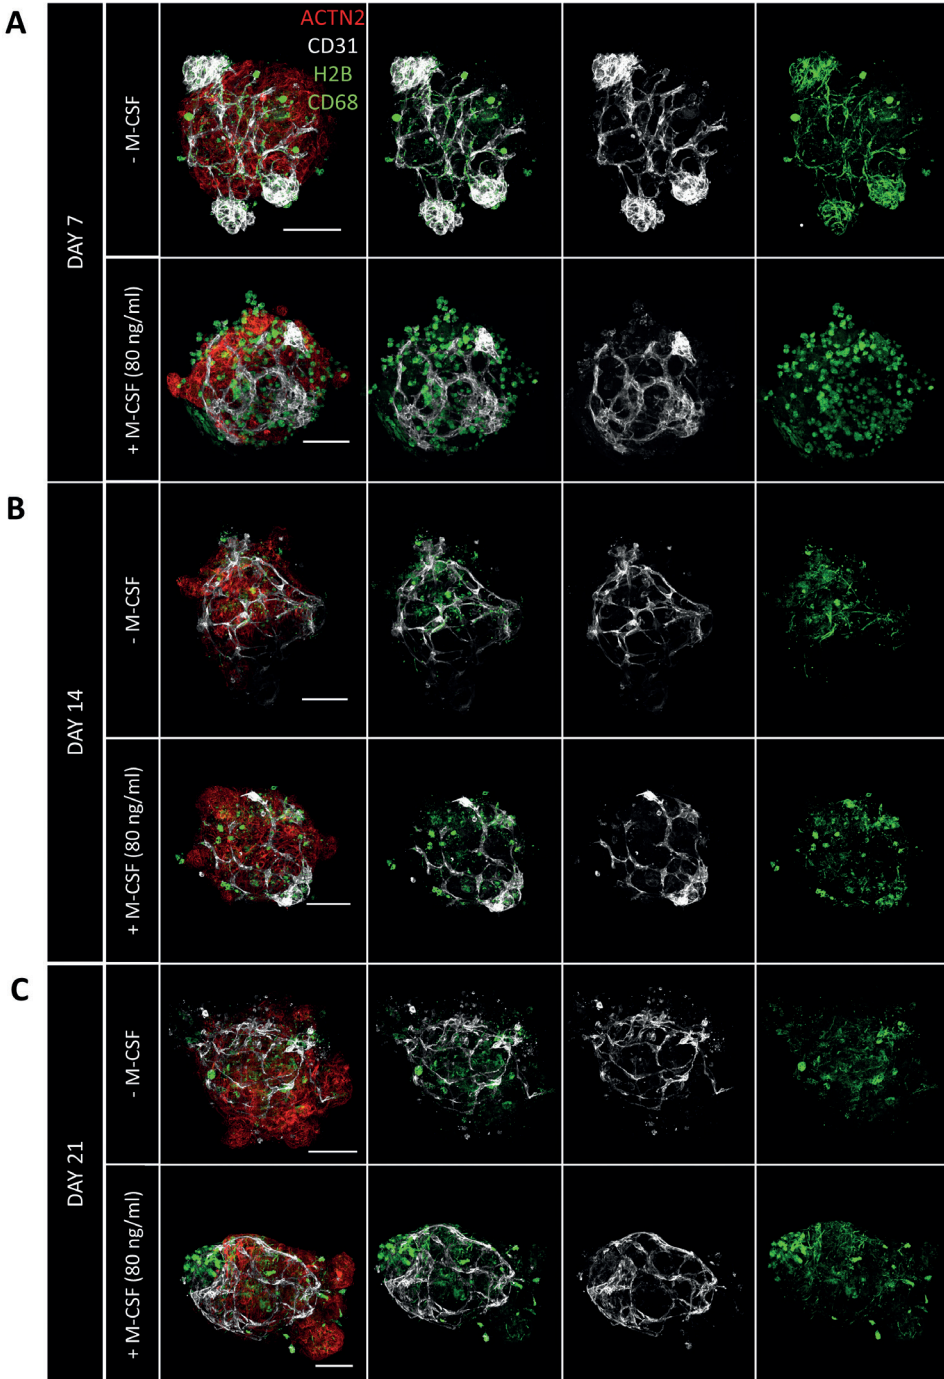 A
DAY 7
- M-CSF
ACTN2
CD31
H2B
CD68
+ M-CSF (80 ng/ml)
B
DAY 14
- M-CSF
+ M-CSF (80 ng/ml)
C
DAY 21
- M-CSF
+ M-CSF (80 ng/ml)